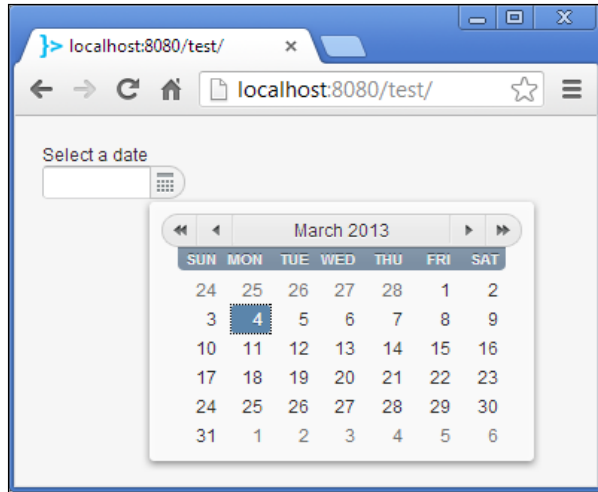 }> localhost:8080/test/
localhost:8080/test/
Select a date
March 2013
SUN MON TUE WED THU FRI SAT
24 25 26 27 28 1 2
3 4 5 6 7 8 9
10 11 12 13 14 15 16
17 18 19 20 21 22 23
24 25 26 27 28 29 30
31 1 2 3 4 5 6